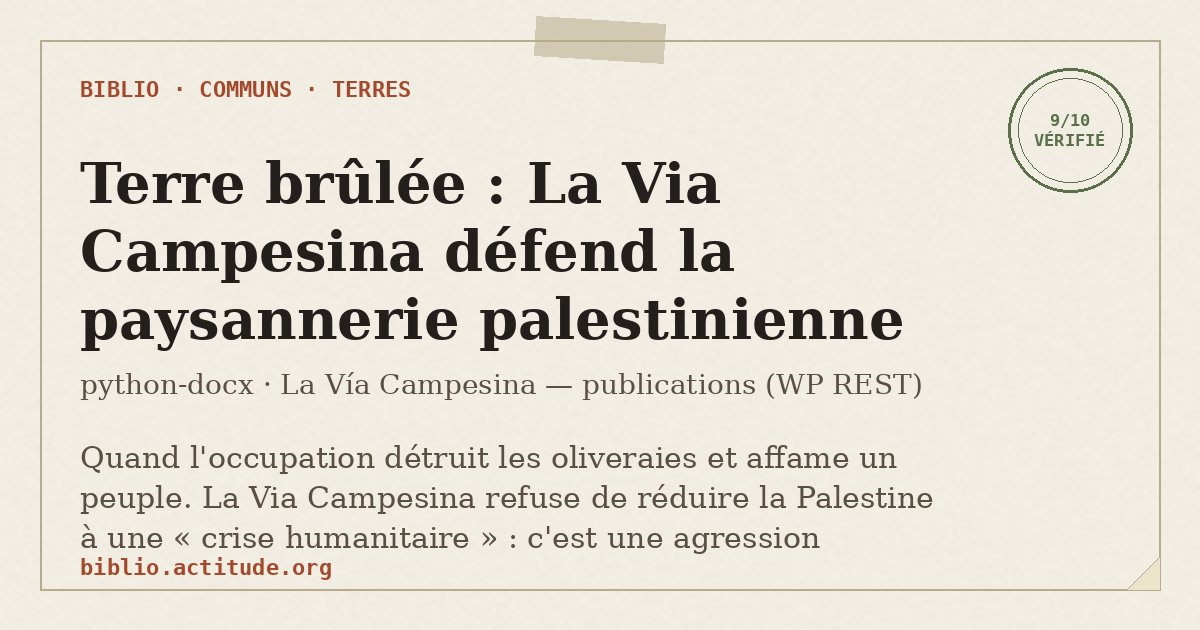 BIBLIO · COMMUNS · TERRES
9/10
VÉRIFIÉ
Terre brûlée : La Via
Campesina défend la
paysannerie palestinienne
python-docx · La Vía Campesina — publications (WP REST)
Quand l'occupation détruit les oliveraies et affame un
peuple. La Via Campesina refuse de réduire la Palestine
à une « crise humanitaire » : c'est une agression
biblio.actitude.org